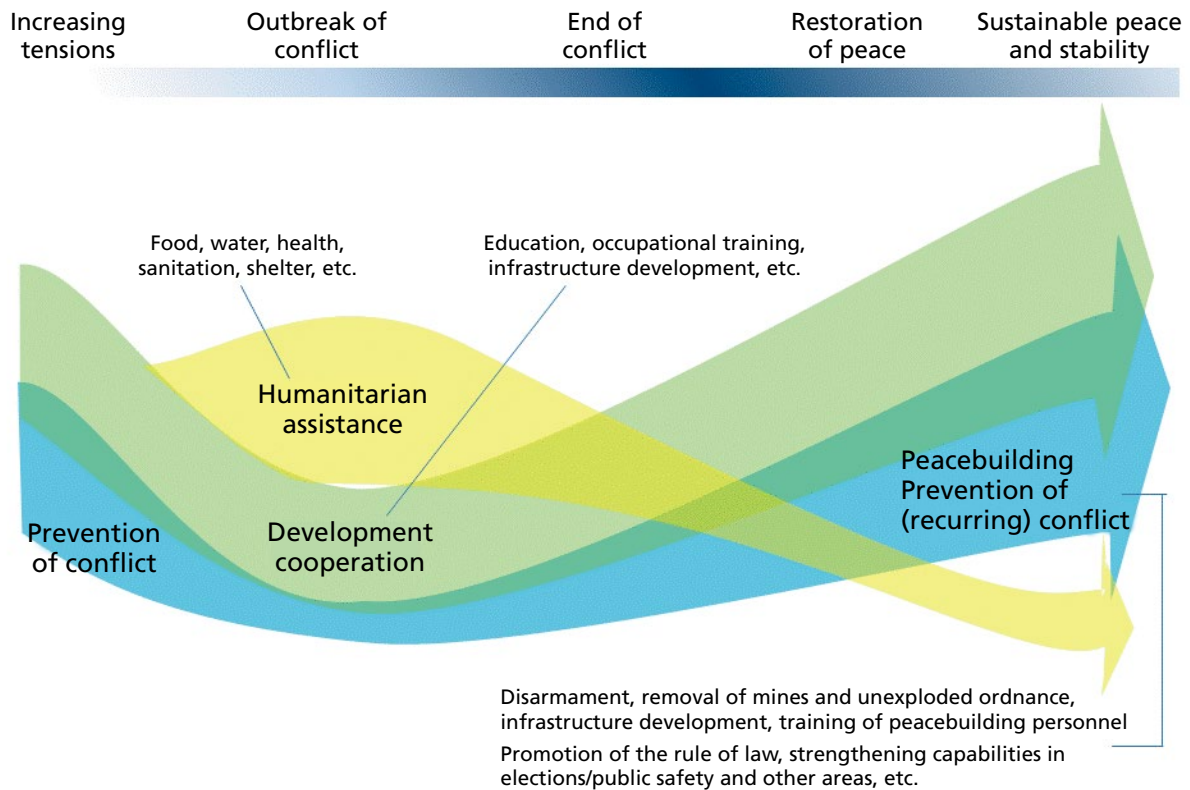 Increasing
tensions
Outbreak of
conflict
End of
conflict
Restoration
of peace
Sustainable peace
and stability
Food, water, health,
sanitation, shelter, etc.
Education, occupational training,
infrastructure development, etc.
Humanitarian
assistance
Development
cooperation
Prevention
of conflict
Peacebuilding
Prevention of
(recurring) conflict
Disarmament, removal of mines and unexploded ordnance,
infrastructure development, training of peacebuilding personnel
Promotion of the rule of law, strengthening capabilities in
elections/public safety and other areas, etc.